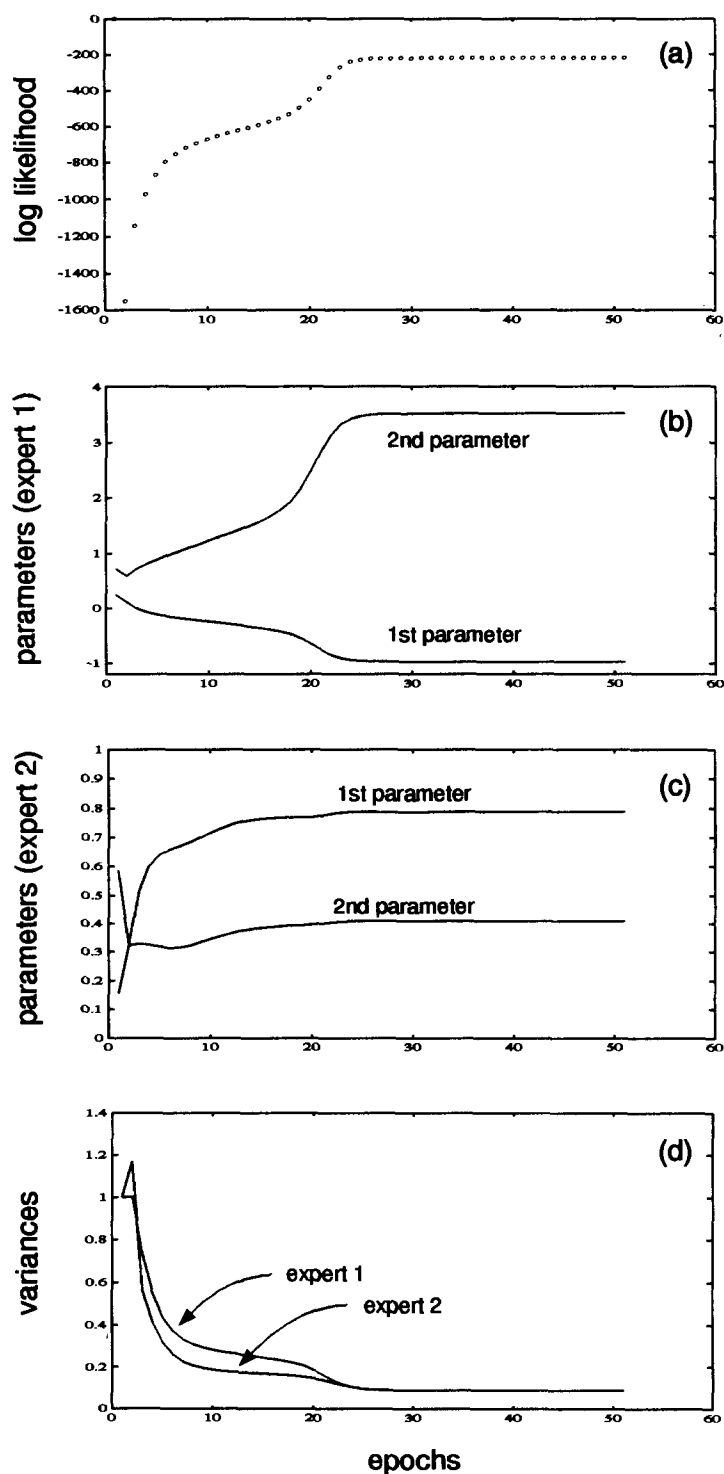 (a)
log likelihood
0
-200
-400
-600
-800
-1000
-1200
-1400
-1600
0 10 20 30 40 50 60
(b)
parameters (expert 1)
4
3
2
1
0
-1
2nd parameter
1st parameter
0 10 20 30 40 50 60
(c)
parameters (expert 2)
1
0.9
0.8
0.7
0.6
0.5
0.4
0.3
0.2
0.1
0
1st parameter
2nd parameter
0 10 20 30 40 50 60
(d)
variances
1.4
1.2
1
0.8
0.6
0.4
0.2
0
expert 1
expert 2
0 10 20 30 40 50 60
epochs